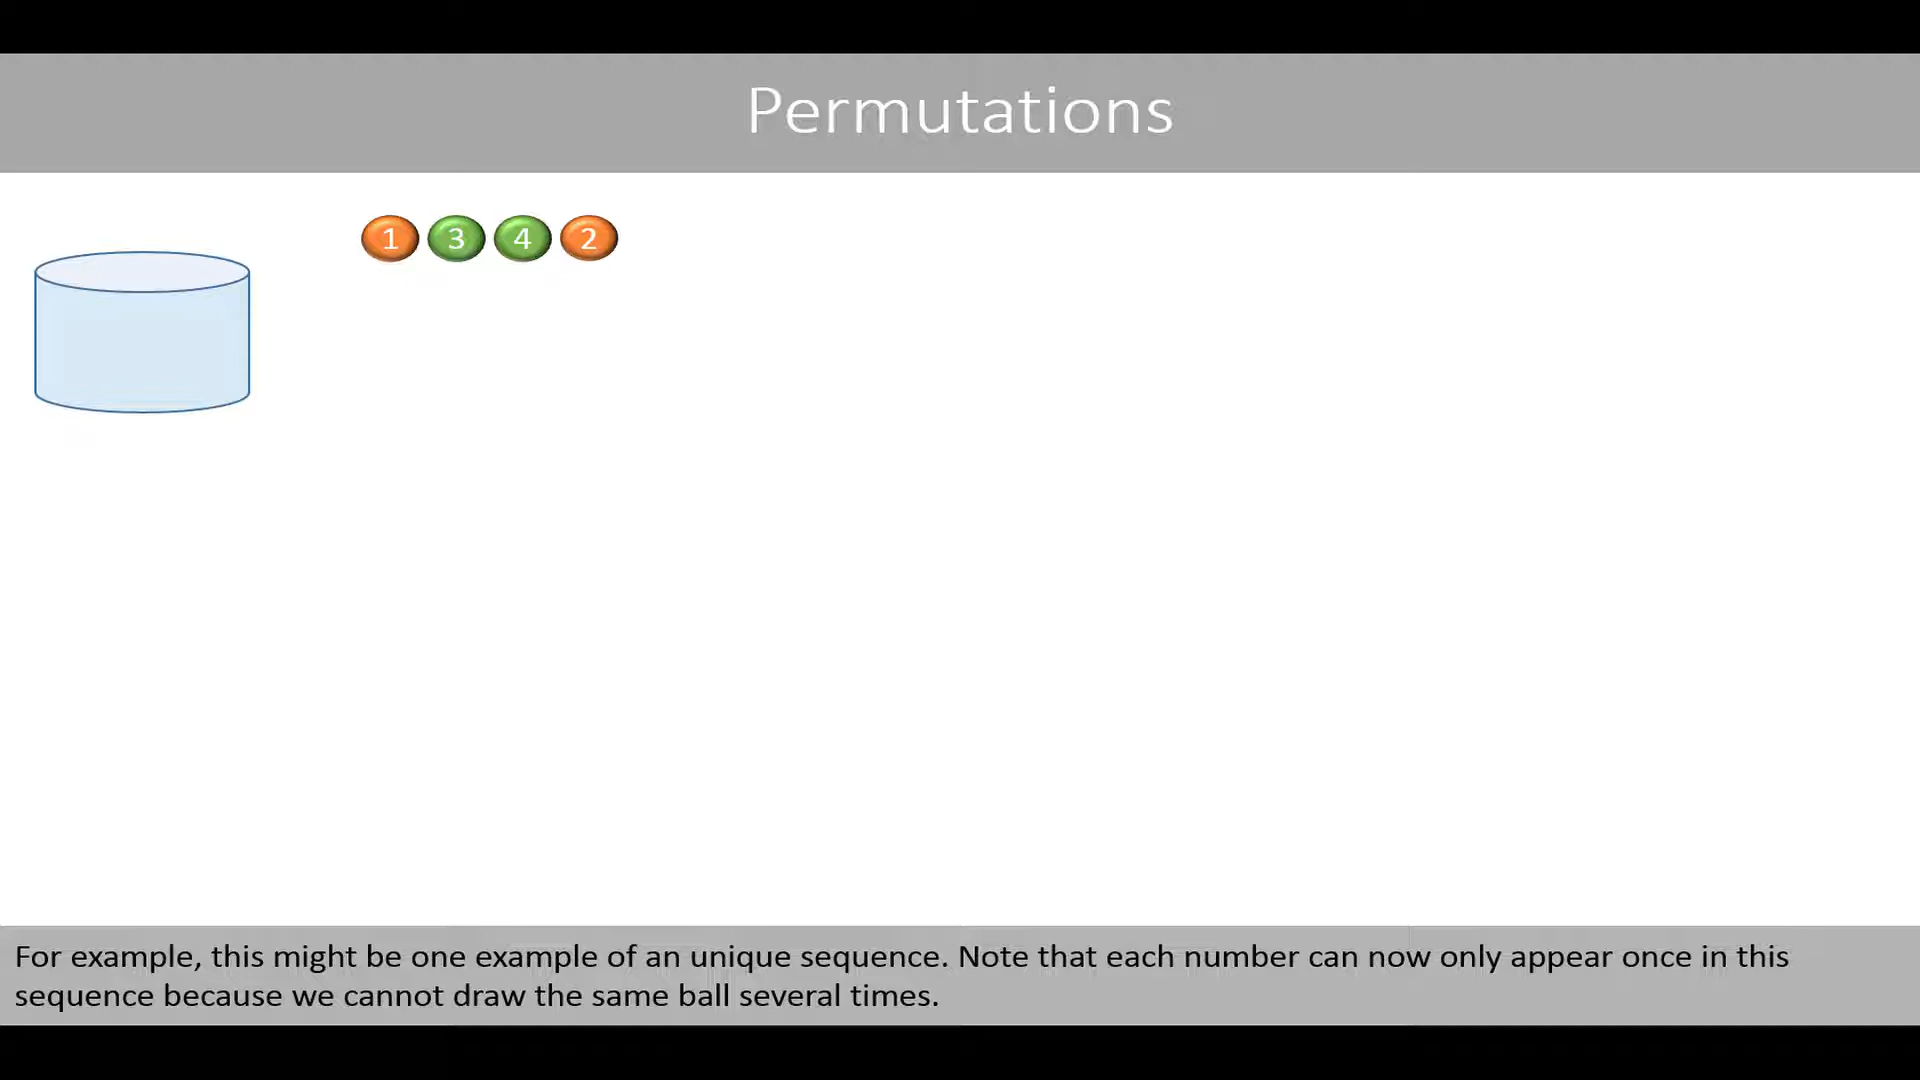 Permutations
1 3 4 2
For example, this might be one example of an unique sequence. Note that each number can now only appear once in this
sequence because we cannot draw the same ball several times.